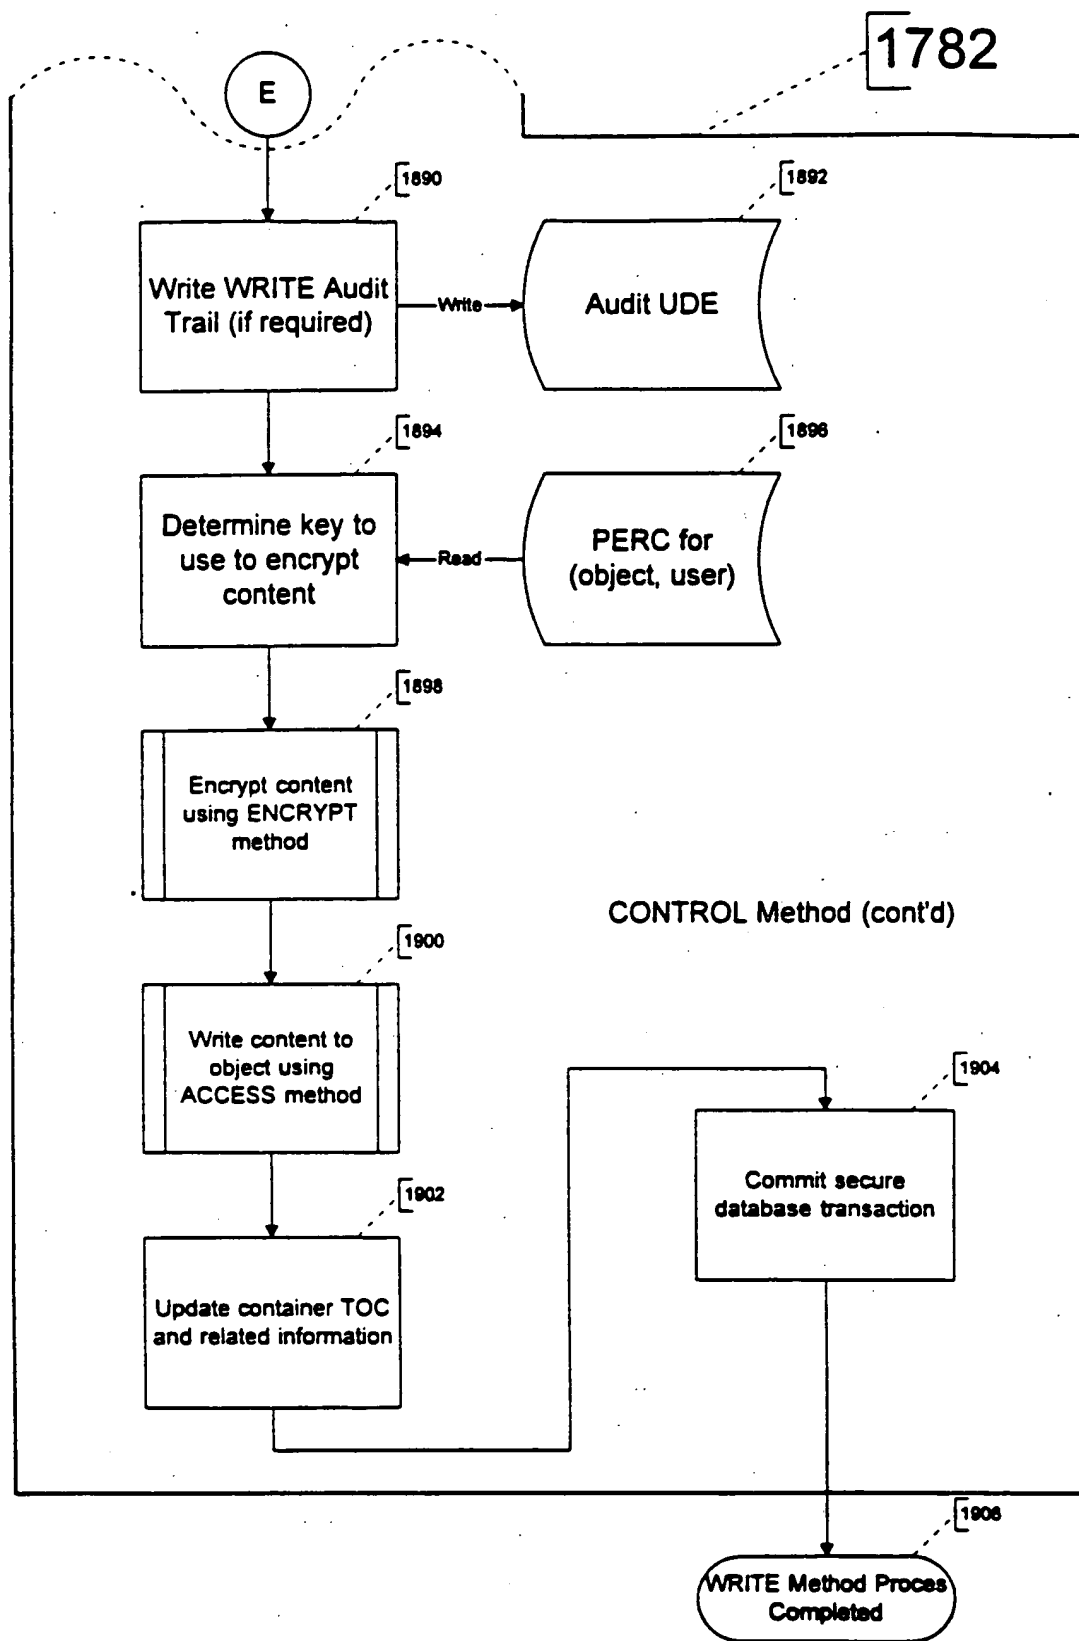 1782
E
1890
Write WRITE Audit
Trail (if required)
Write
1892
Audit UDE
1894
Determine key to
use to encrypt
content
Read
1896
PERC for
(object, user)
1898
Encrypt content
using ENCRYPT
method
CONTROL Method (cont'd)
1900
Write content to
object using
ACCESS method
1902
Update container TOC
and related information
1904
Commit secure
database transaction
1906
WRITE Method Proces
Completed